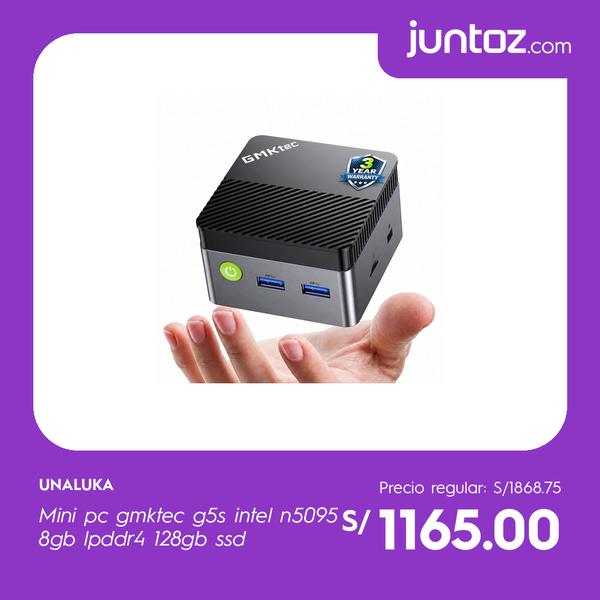 juntoz.com
GMKtec
3
YEAR
WARRANTY
UNALUKA
Precio regular: S/1868.75
Mini pc gmktec g5s intel n5095
8gb lpddr4 128gb ssd
S/ 1165.00